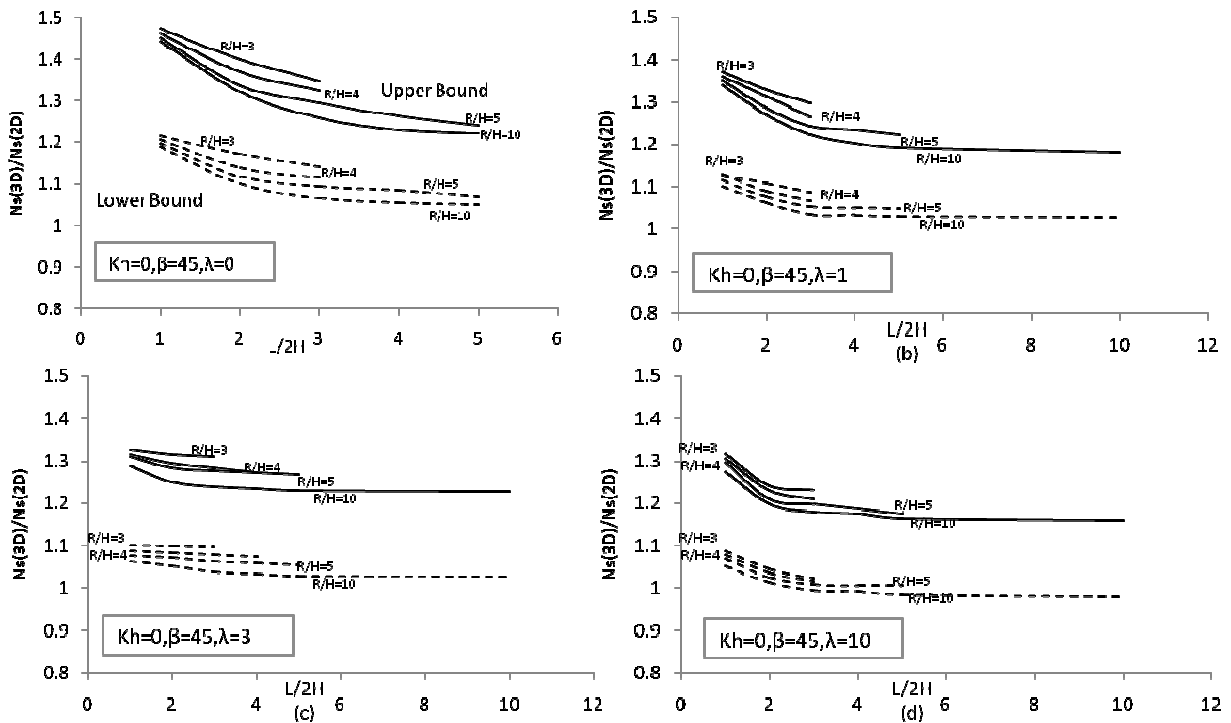 1.5
1.4
1.3
1.2
1.1
1
0.9
0.8
Ns(3D)/Ns(2D)
R/H=3
R/H=4
Upper Bound
R/H=5
R/H=10
R/H=3
R/H=4
R/H=5
R/H=10
Lower Bound
Kh=0,β=45,λ=0
0 1 2 3 4 5 6
L/2H
1.5
1.4
1.3
1.2
1.1
1
0.9
0.8
Ns(3D)/Ns(2D)
R/H=3
R/H=4
R/H=5
R/H=10
R/H=3
R/H=4
R/H=5
R/H=10
Kh=0,β=45,λ=1
0 2 4 6 8 10 12
L/2H
(b)
1.5
1.4
1.3
1.2
1.1
1
0.9
0.8
Ns(3D)/Ns(2D)
R/H=3
R/H=4
R/H=5
R/H=10
R/H=3
R/H=4
R/H=5
R/H=10
Kh=0,β=45,λ=3
0 2 4 6 8 10 12
L/2H
(c)
1.5
1.4
1.3
1.2
1.1
1
0.9
0.8
Ns(3D)/Ns(2D)
R/H=3
R/H=4
R/H=5
R/H=10
R/H=3
R/H=4
R/H=5
R/H=10
Kh=0,β=45,λ=10
0 2 4 6 8 10 12
L/2H
(d)